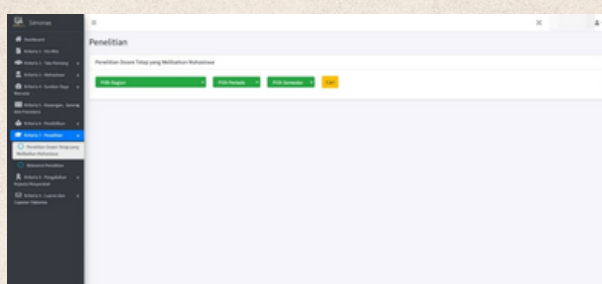 Simonas
Dashboard
Kriteria 1 - Visi Misi
Kriteria 2 - Tata Pamong
Kriteria 3 - Mahasiswa
Kriteria 4 - Sumber Daya
Manusia
Kriteria 5 - Keuangan, Sarana
dan Prasarana
Kriteria 6 - Pendidikan
Kriteria 7 - Penelitian
Penelitian Dosen Tetap yang
Melibatkan Mahasiswa
Relevansi Penelitian
Kriteria 8 - Pengabdian
Kepada Masyarakat
Kriteria 9 - Luaran dan
Capaian Tridarma
Penelitian
Penelitian Dosen Tetap yang Melibatkan Mahasiswa
Pilih Bagian
Pilih Periode
Pilih Semester
Cari